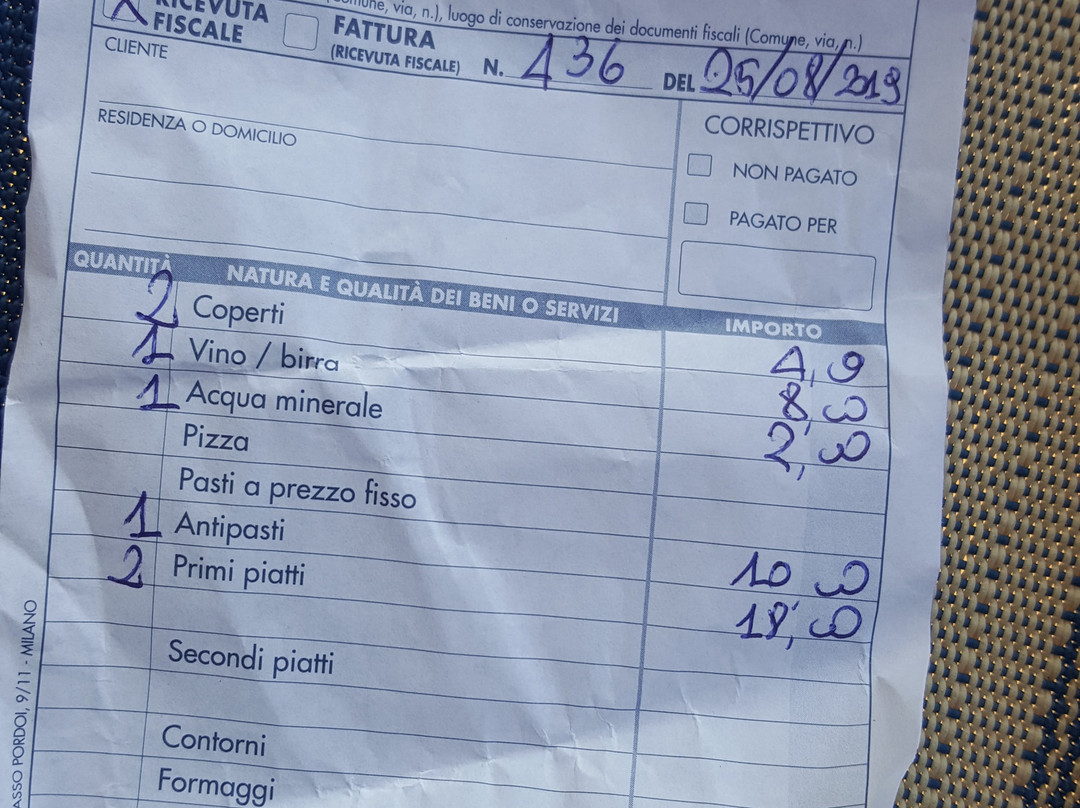 RICEVUTA
FISCALE
FATTURA
(RICEVUTA FISCALE)
(Comune, via, n.), luogo di conservazione dei documenti fiscali (Comune, via, n.)
N. 136 DEL 25/08/2019
CLIENTE
RESIDENZA O DOMICILIO
CORRISPETTIVO
NON PAGATO
PAGATO PER
QUANTITÀ NATURA E QUALITÀ DEI BENI O SERVIZI IMPORTO
2 Coperti 4,0
1 Vino / birra 8,00
1 Acqua minerale 2,00
Pizza
Pasti a prezzo fisso
1 Antipasti 10 00
2 Primi piatti 18,00
Secondi piatti
Contorni
Formaggi
ASSO PORDOI, 9/11 - MILANO